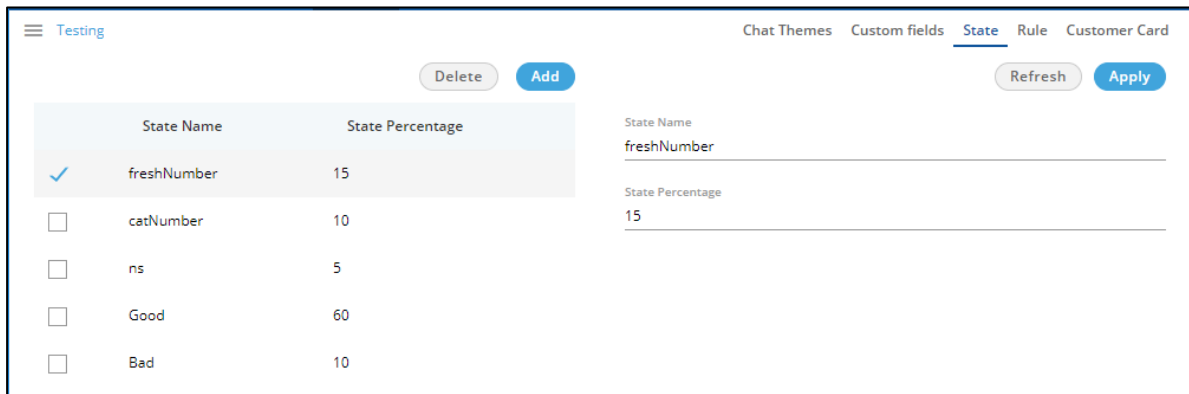 Testing
Chat Themes Custom fields State Rule Customer Card
Delete Add
Refresh Apply
State Name State Percentage
freshNumber 15
catNumber 10
ns 5
Good 60
Bad 10
State Name
freshNumber
State Percentage
15